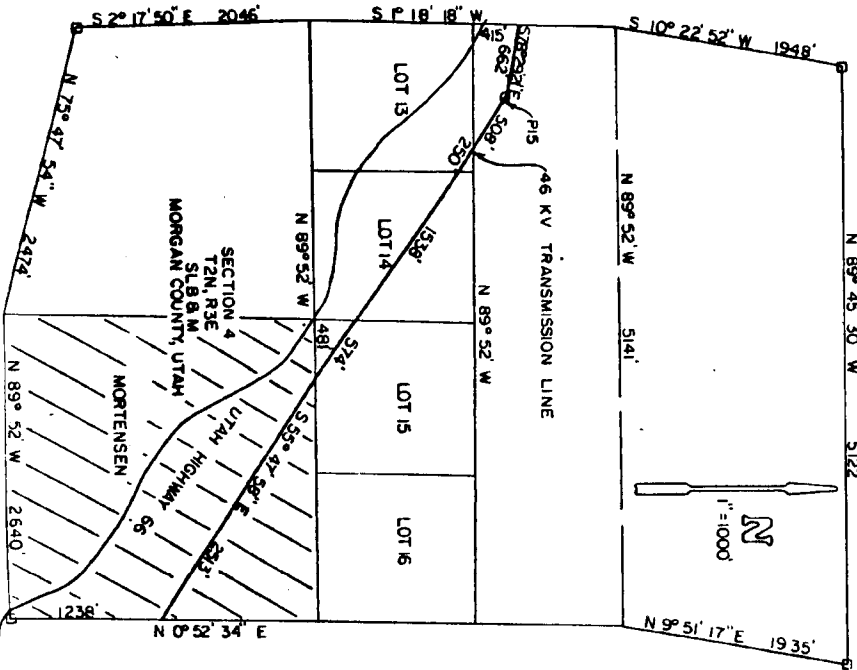 S 2° 17' 50" E 2046'
S 1° 18' 18" W
S 10° 22' 52" W 1948'
415'
662'
S78° 29' 21" E
P15
508'
250'
46 KV TRANSMISSION LINE
N 89° 52' W 5141'
N 89° 45' 30" W 5122'
N
1"=1000'
N 75° 47' 54" W 2474'
LOT 13
LOT 14
1538'
N 89° 52' W
N 89° 52' W
SECTION 4
T2N, R3E
SLB & M
MORGAN COUNTY, UTAH
481'
574'
LOT 15
LOT 16
MORTENSEN
UTAH HIGHWAY 66
S 55° 47' 58" E
2513'
N 89° 52' W 2640'
1238'
N 0° 52' 34" E
N 9° 51' 17" E 1935'